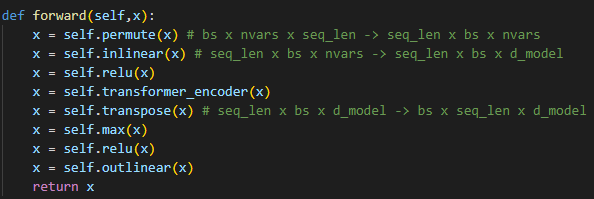 def forward(self,x):
    x = self.permute(x) # bs x nvars x seq_len -> seq_len x bs x nvars
    x = self.inlinear(x) # seq_len x bs x nvars -> seq_len x bs x d_model
    x = self.relu(x)
    x = self.transformer_encoder(x)
    x = self.transpose(x) # seq_len x bs x d_model -> bs x seq_len x d_model
    x = self.max(x)
    x = self.relu(x)
    x = self.outlinear(x)
    return x